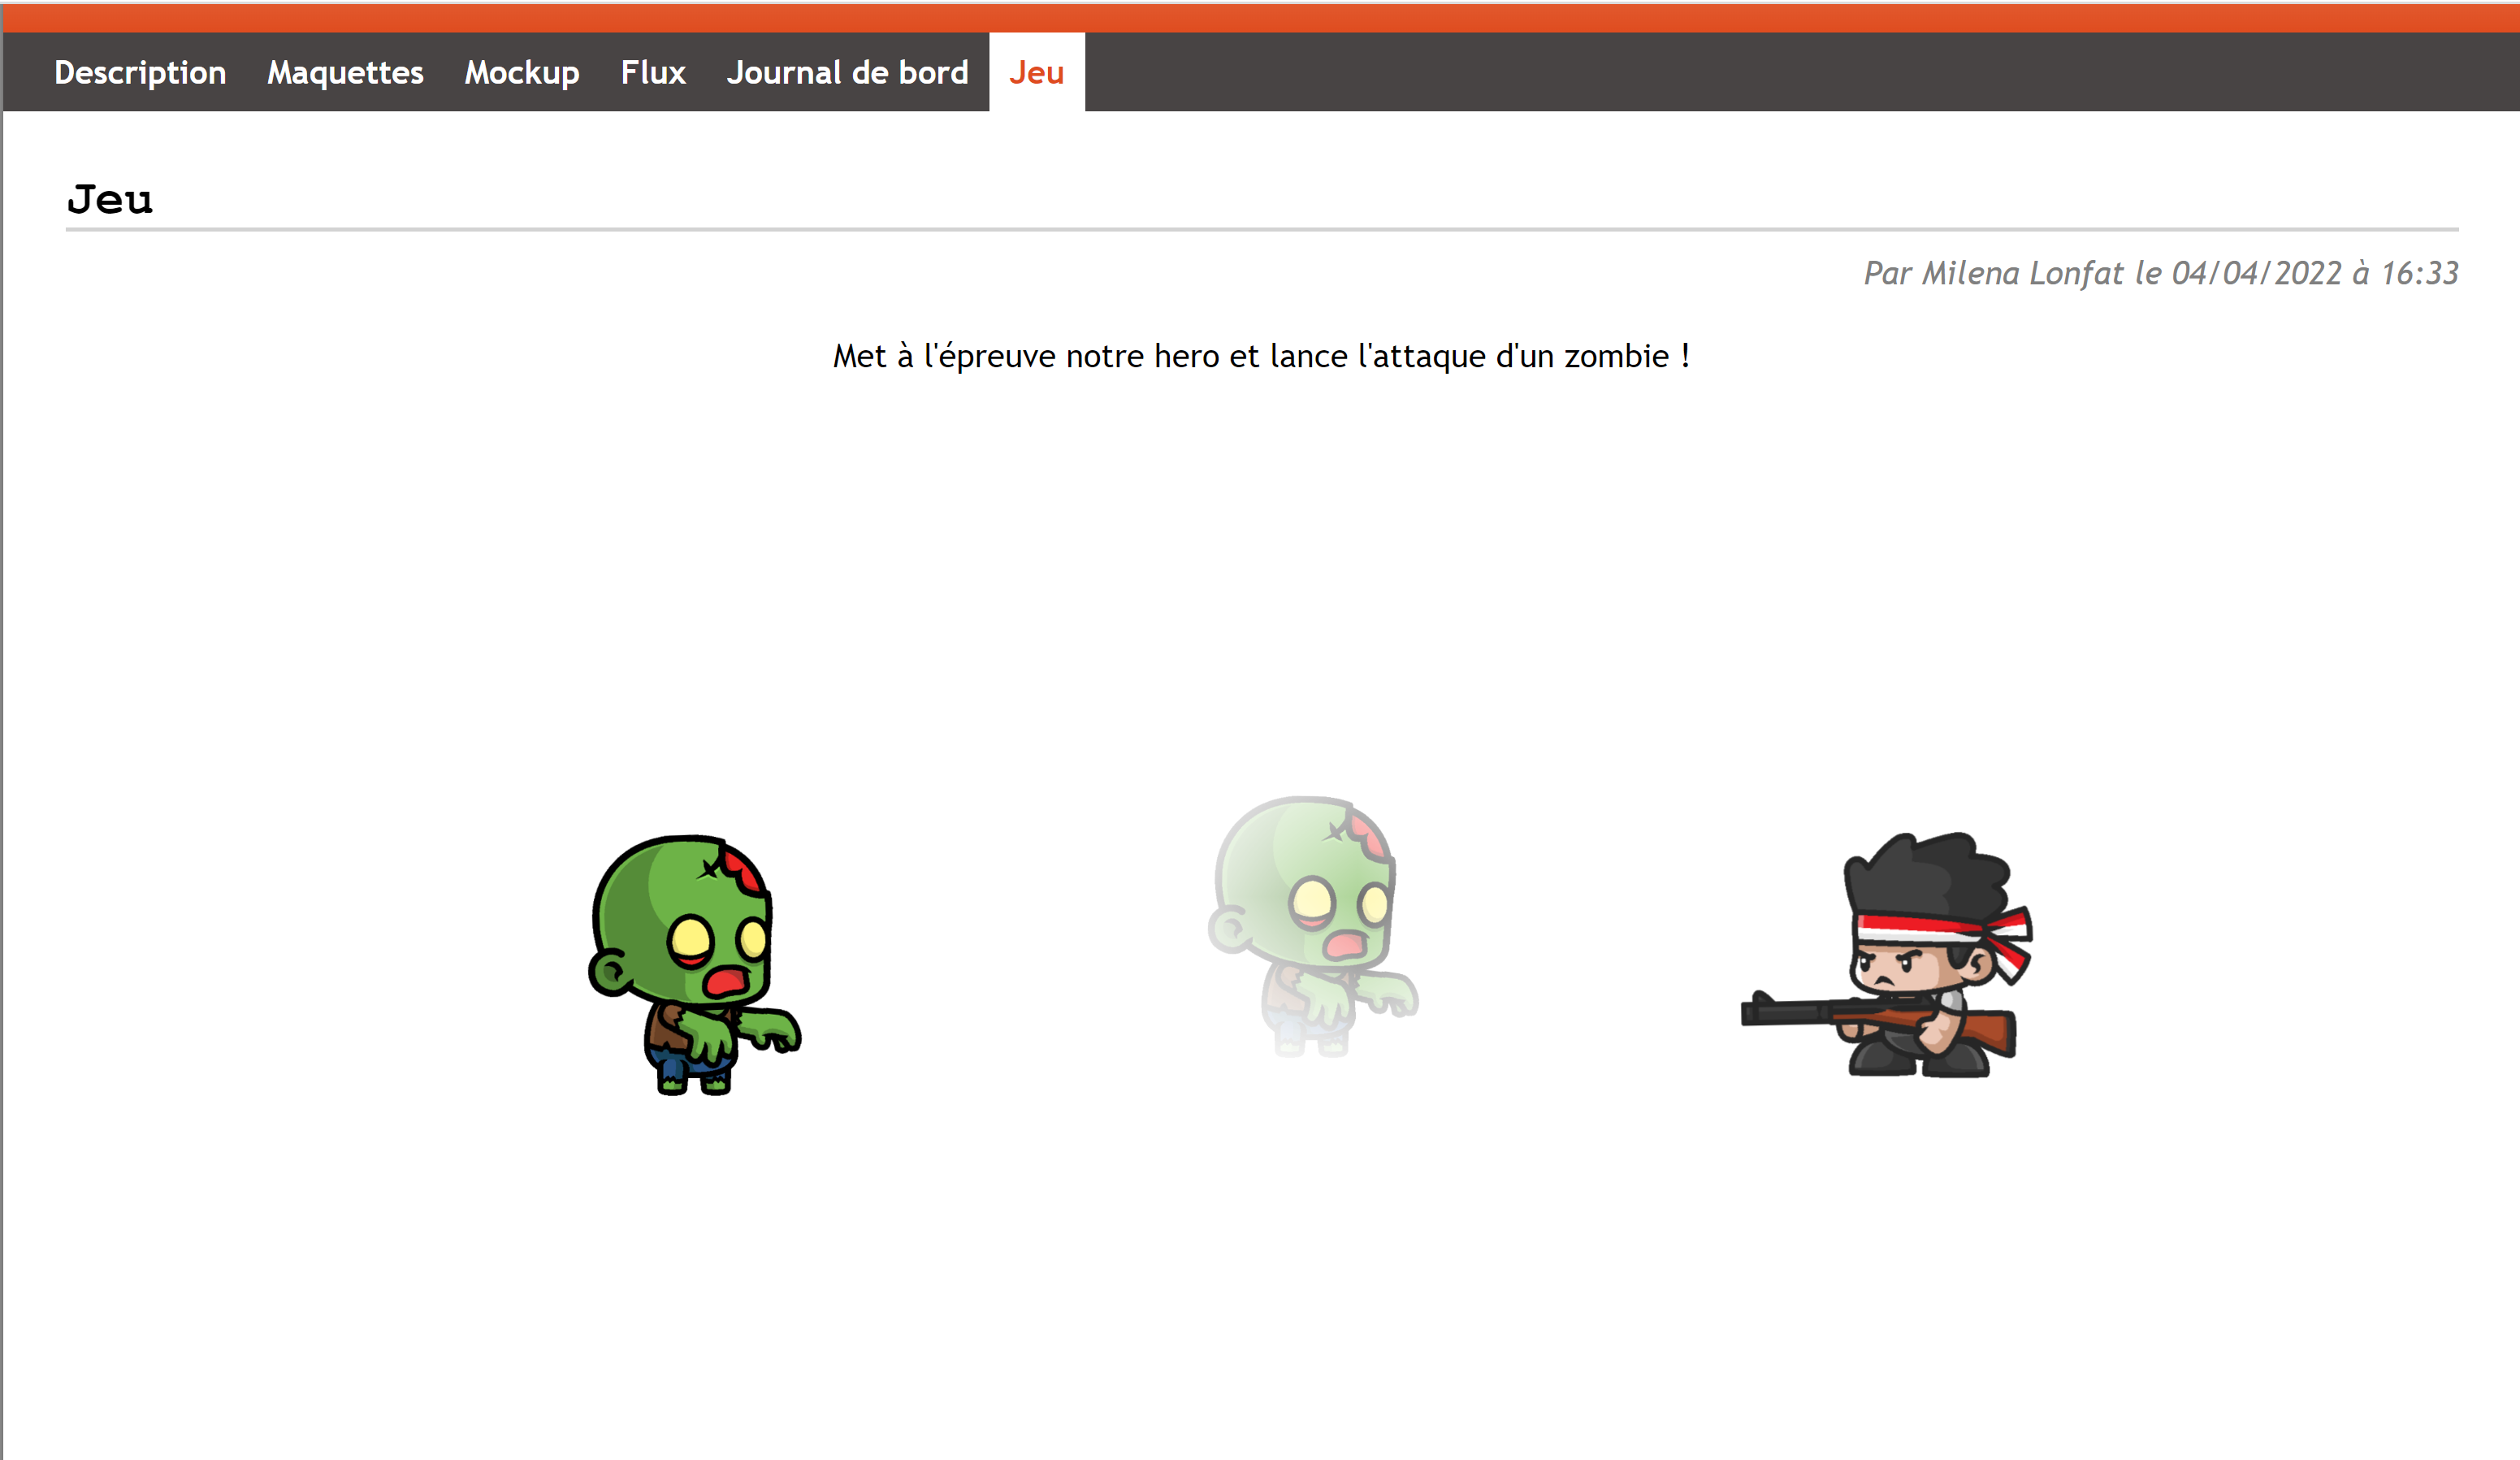 Description Maquettes Mockup Flux Journal de bord Jeu
Jeu
Par Milena Lonfat le 04/04/2022 à 16:33
Met à l'épreuve notre hero et lance l'attaque d'un zombie !